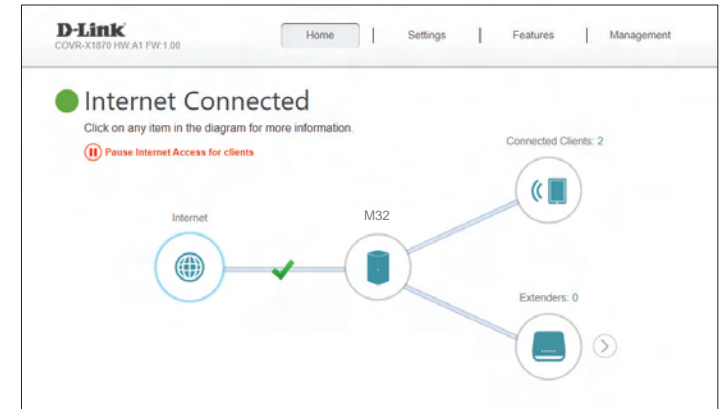 D-Link
COVR-X1870 HW:A1 FW:1.00
Home | Settings | Features | Management
Internet Connected
Click on any item in the diagram for more information.
Pause Internet Access for clients
Connected Clients: 2
Internet
M32
Extenders: 0